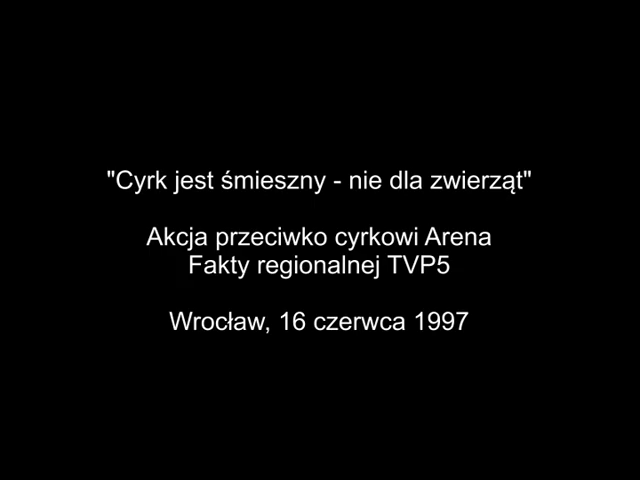 "Cyrk jest śmieszny - nie dla zwierząt"
Akcja przeciwko cyrkowi Arena
Fakty regionalnej TVP5
Wrocław, 16 czerwca 1997